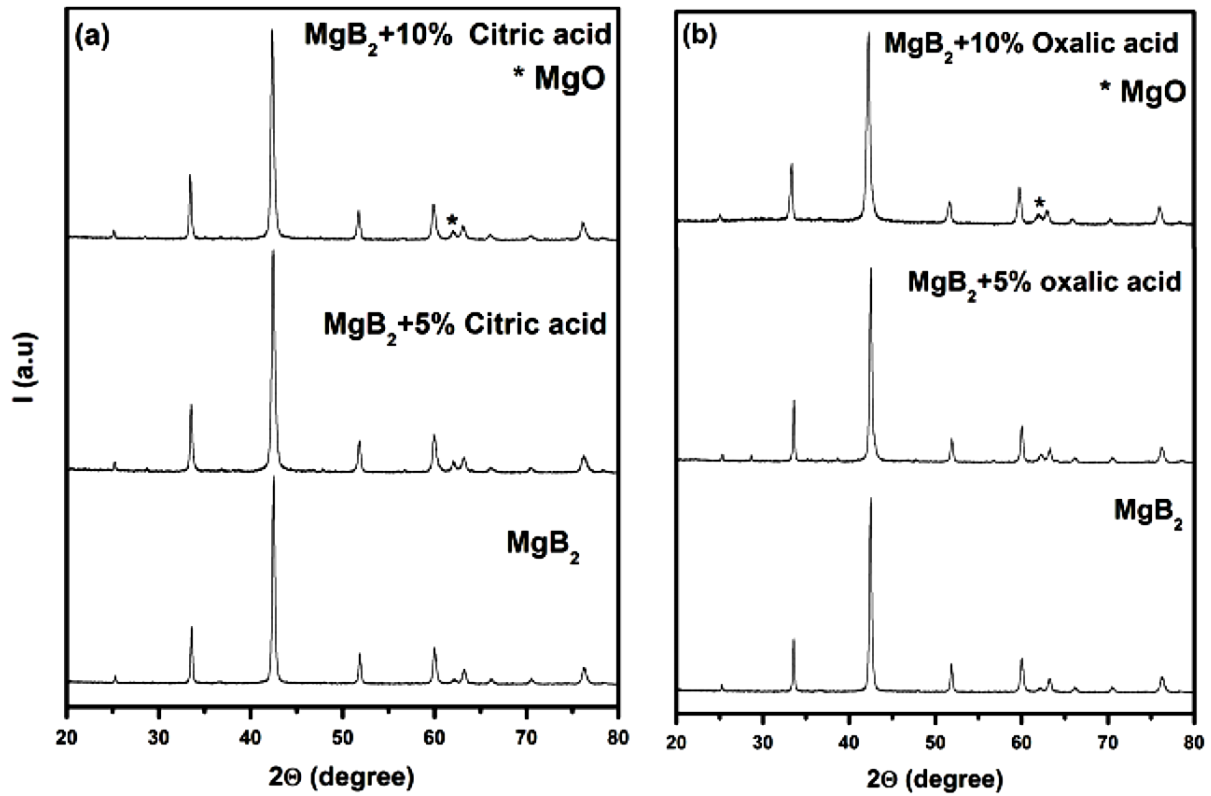 (a)
MgB2+10% Citric acid
* MgO
*
MgB2+5% Citric acid
MgB2
I (a.u)
20 30 40 50 60 70 80
2Θ (degree)
(b)
MgB2+10% Oxalic acid
* MgO
*
MgB2+5% oxalic acid
MgB2
20 30 40 50 60 70 80
2Θ (degree)